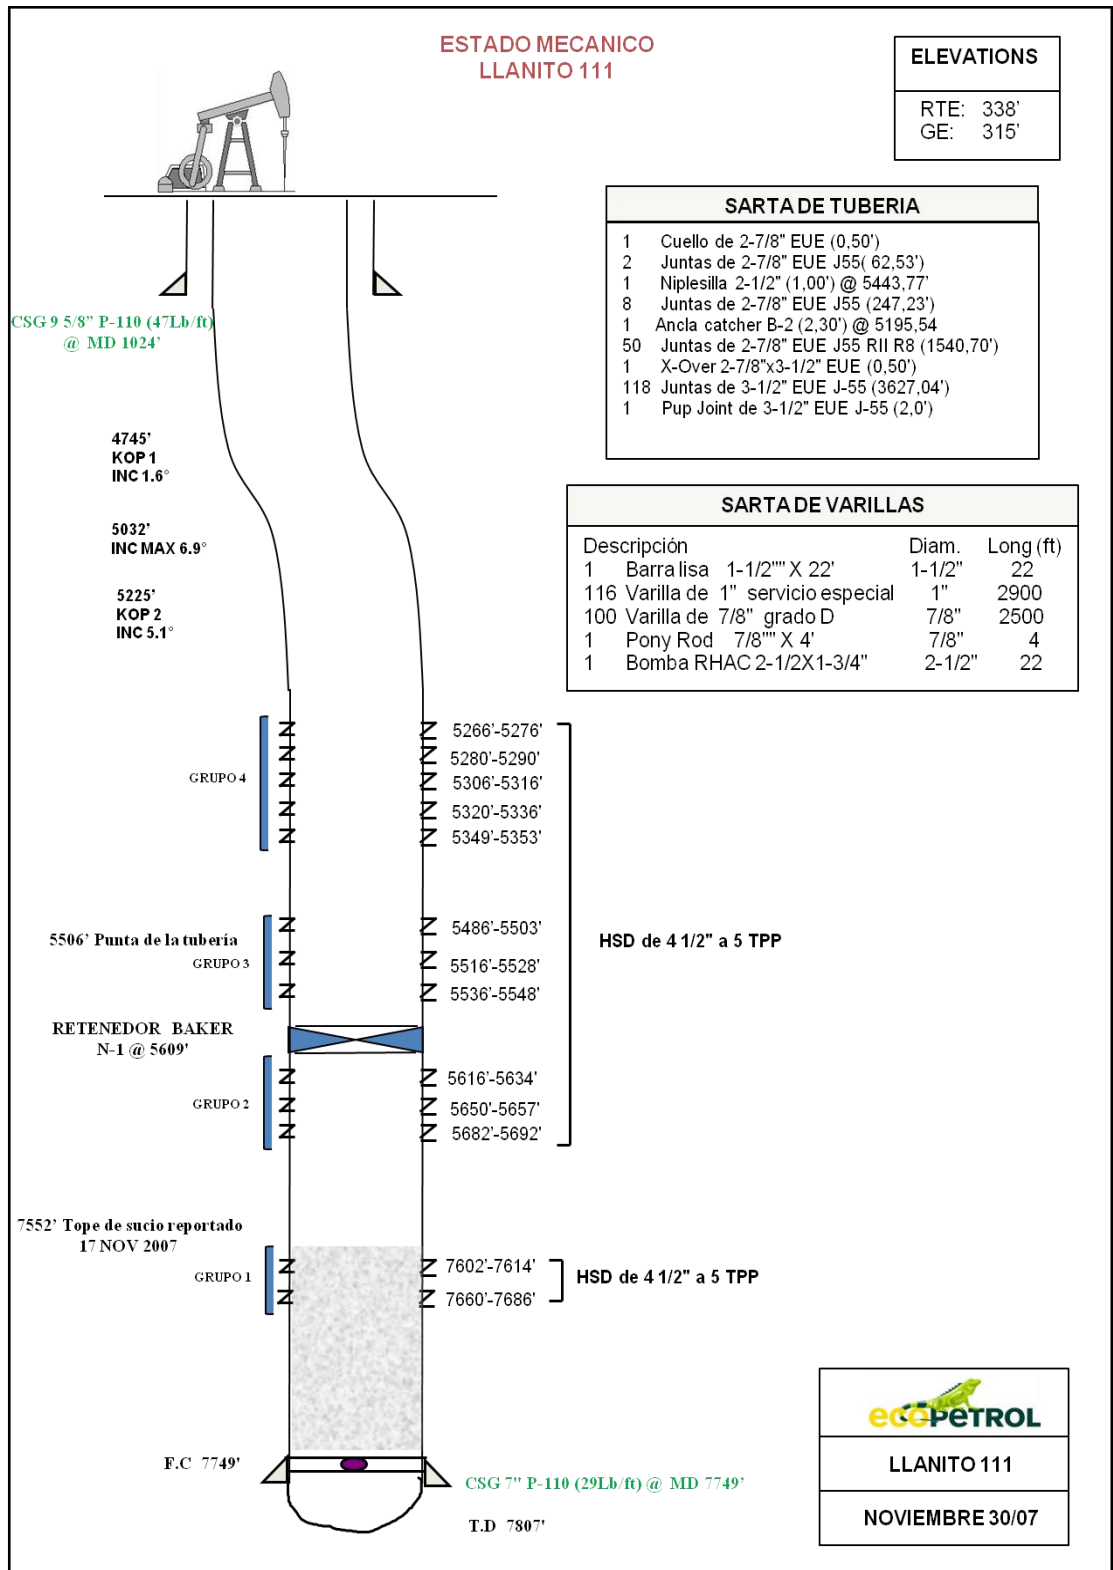 ESTADO MECANICO
LLANITO 111
ELEVATIONS
RTE: 338'
GE: 315'
SARTA DE TUBERIA
1 Cuello de 2-7/8" EUE (0,50')
2 Juntas de 2-7/8" EUE J55( 62,53')
1 Niplesilla 2-1/2" (1,00') @ 5443,77'
8 Juntas de 2-7/8" EUE J55 (247,23')
1 Ancla catcher B-2 (2,30') @ 5195,54
50 Juntas de 2-7/8" EUE J55 RII R8 (1540,70')
1 X-Over 2-7/8"x3-1/2" EUE (0,50')
118 Juntas de 3-1/2" EUE J-55 (3627,04')
1 Pup Joint de 3-1/2" EUE J-55 (2,0')
CSG 9 5/8” P-110 (47Lb/ft)
@ MD 1024’
4745’
KOP 1
INC 1.6°
5032’
INC MAX 6.9°
5225’
KOP 2
INC 5.1°
SARTA DE VARILLAS
Descripción Diam. Long (ft)
1 Barra lisa 1-1/2"" X 22' 1-1/2" 22
116 Varilla de 1" servicio especial 1" 2900
100 Varilla de 7/8" grado D 7/8" 2500
1 Pony Rod 7/8"" X 4' 7/8" 4
1 Bomba RHAC 2-1/2X1-3/4" 2-1/2" 22
GRUPO 4
5266’-5276’
5280’-5290’
5306’-5316’
5320’-5336’
5349’-5353’
5506’ Punta de la tubería
GRUPO 3
5486’-5503’
5516’-5528’
5536’-5548’
HSD de 4 1/2" a 5 TPP
RETENEDOR BAKER
N-1 @ 5609'
GRUPO 2
5616’-5634’
5650’-5657’
5682’-5692’
7552’ Tope de sucio reportado
17 NOV 2007
GRUPO 1
7602’-7614’
7660’-7686’
HSD de 4 1/2" a 5 TPP
F.C 7749'
CSG 7" P-110 (29Lb/ft) @ MD 7749’
T.D 7807'
ecoPETROL
LLANITO 111
NOVIEMBRE 30/07